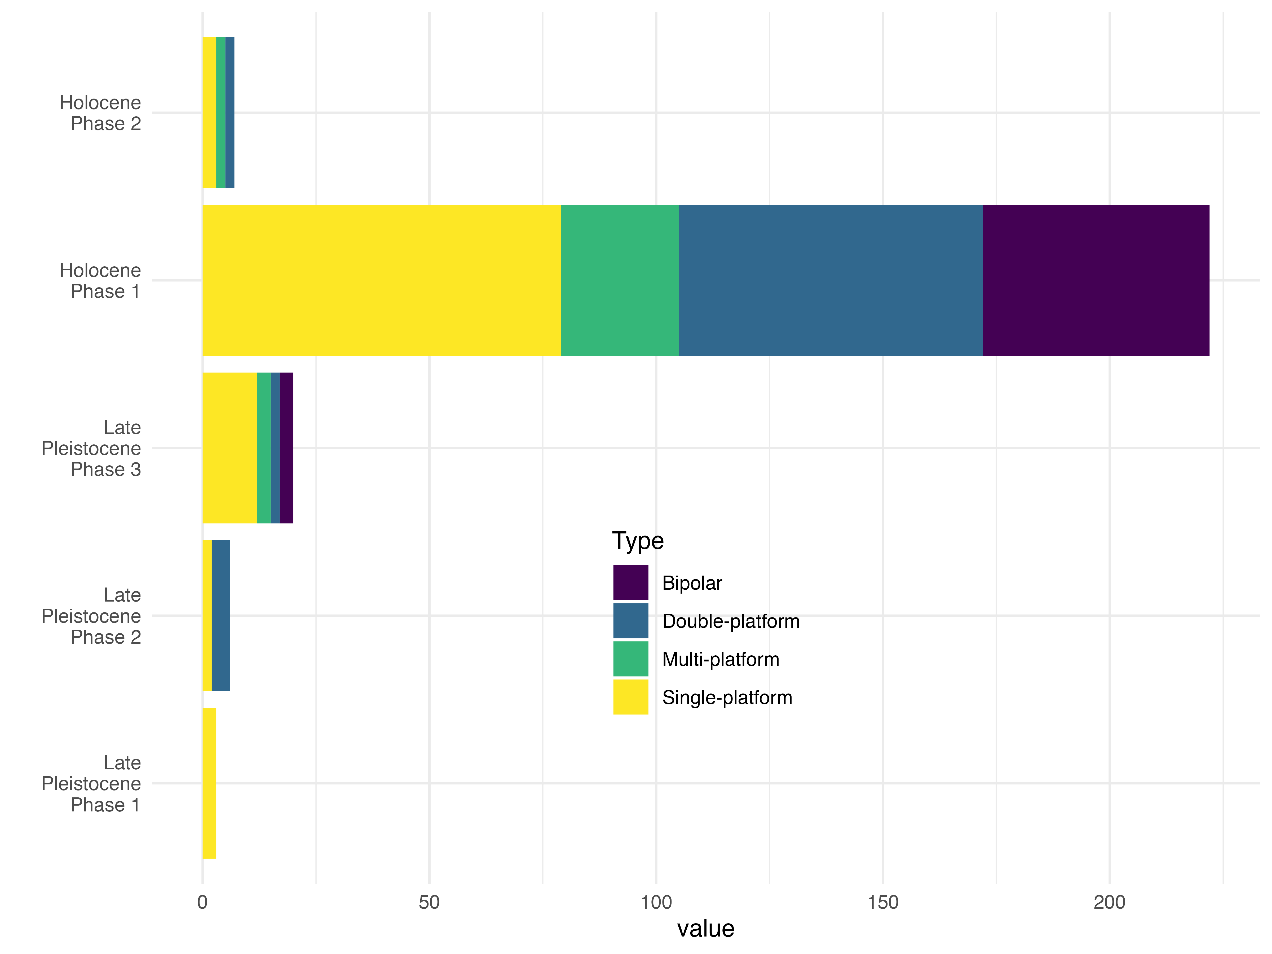 Holocene
Phase 2
Holocene
Phase 1
Late
Pleistocene
Phase 3
Late
Pleistocene
Phase 2
Late
Pleistocene
Phase 1
Type
Bipolar
Double-platform
Multi-platform
Single-platform
0 50 100 150 200
value